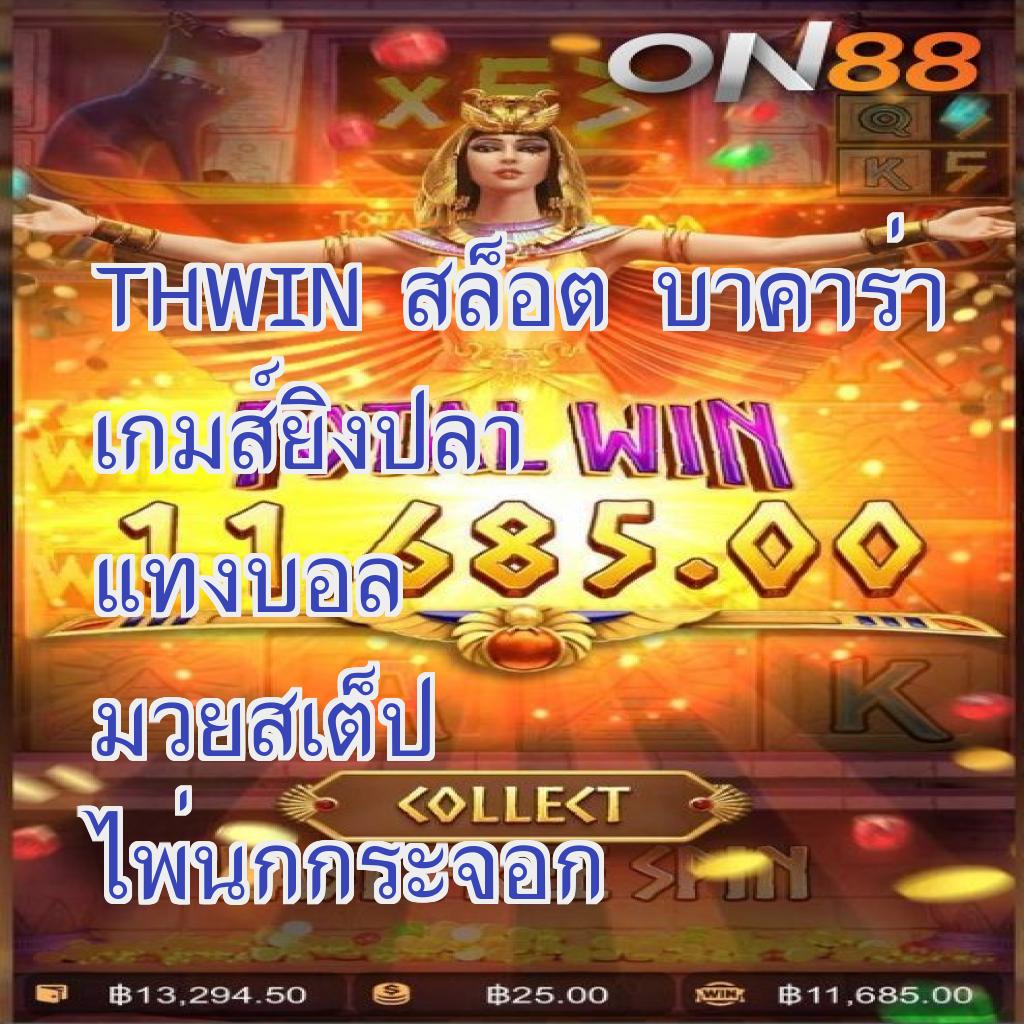 ON88
x53
Q
K 5
THWIN สล็อต บาคาร่า
เกมส์ยิงปลา
TOTAL WIN
11,685.00
แทงบอล
มวยสเต็ป
K
COLLECT
ไพ่นกกระจอก
SPIN
฿13,294.50 ฿25.00 WIN ฿11,685.00